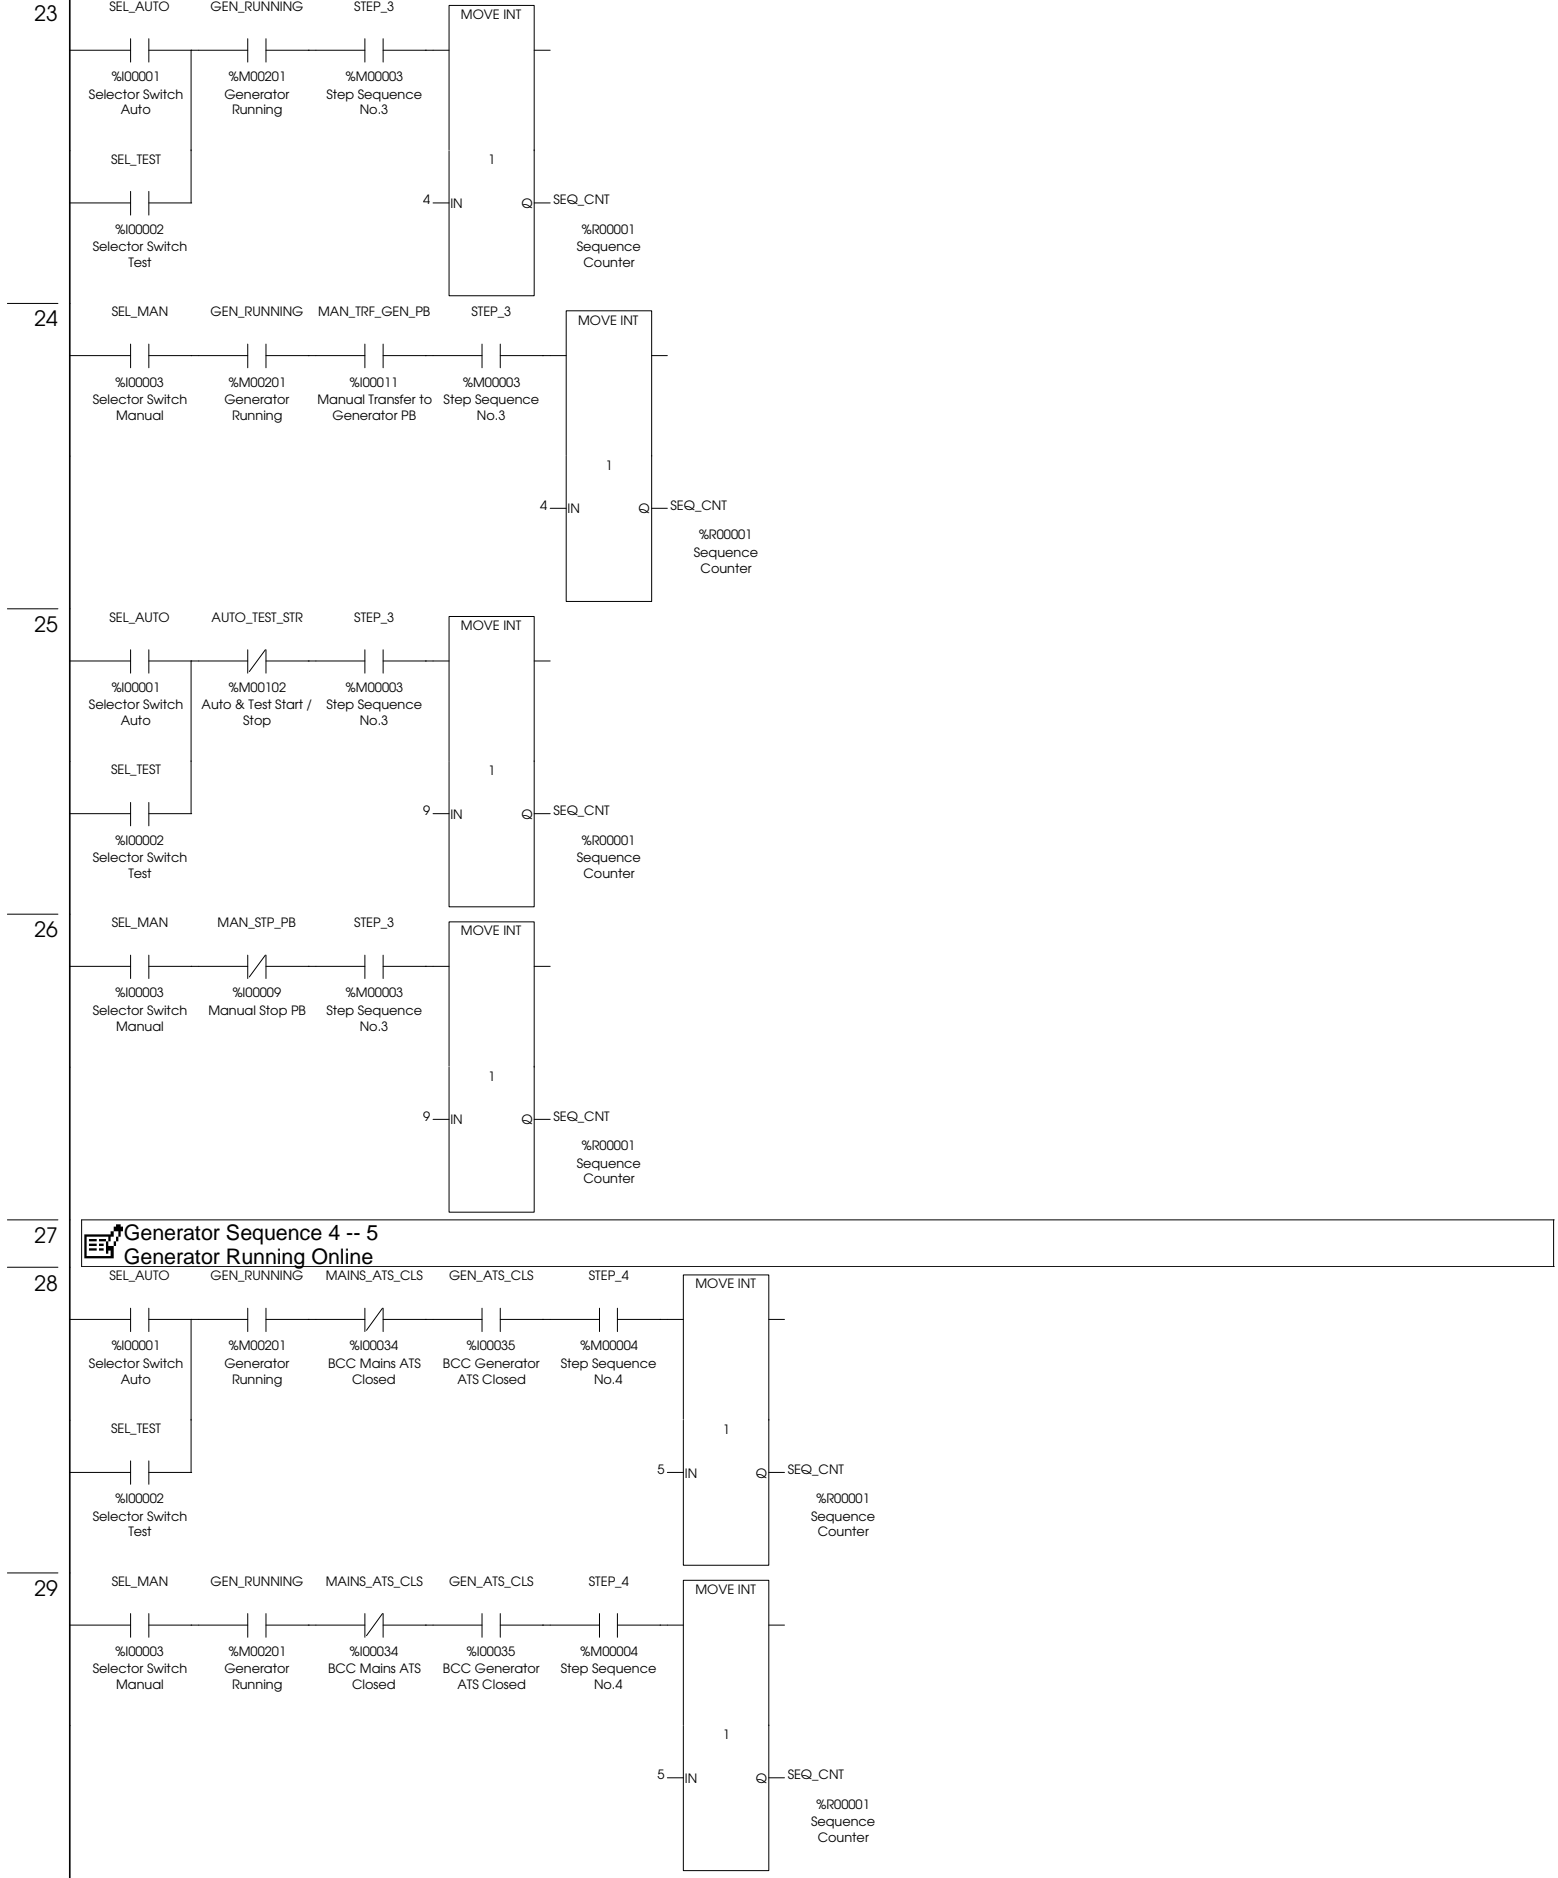 23
SEL_AUTO GEN_RUNNING STEP_3
MOVE INT
%I00001 %M00201 %M00003
Selector Switch Generator Step Sequence
Auto Running No.3
SEL_TEST 1
4 IN Q SEQ_CNT
%I00002 %R00001
Selector Switch Sequence
Test Counter
24
SEL_MAN GEN_RUNNING MAN_TRF_GEN_PB STEP_3
MOVE INT
%I00003 %M00201 %I00011 %M00003
Selector Switch Generator Manual Transfer to Step Sequence
Manual Running Generator PB No.3
1
4 IN Q SEQ_CNT
%R00001
Sequence
Counter
25
SEL_AUTO AUTO_TEST_STR STEP_3
MOVE INT
%I00001 %M00102 %M00003
Selector Switch Auto & Test Start / Step Sequence
Auto Stop No.3
SEL_TEST 1
9 IN Q SEQ_CNT
%I00002 %R00001
Selector Switch Sequence
Test Counter
26
SEL_MAN MAN_STP_PB STEP_3
MOVE INT
%I00003 %I00009 %M00003
Selector Switch Manual Stop PB Step Sequence
Manual No.3
1
9 IN Q SEQ_CNT
%R00001
Sequence
Counter
27
Generator Sequence 4 -- 5
Generator Running Online
28
SEL_AUTO GEN_RUNNING MAINS_ATS_CLS GEN_ATS_CLS STEP_4
MOVE INT
%I00001 %M00201 %I00034 %I00035 %M00004
Selector Switch Generator BCC Mains ATS BCC Generator Step Sequence
Auto Running Closed ATS Closed No.4
SEL_TEST 1
5 IN Q SEQ_CNT
%I00002 %R00001
Selector Switch Sequence
Test Counter
29
SEL_MAN GEN_RUNNING MAINS_ATS_CLS GEN_ATS_CLS STEP_4
MOVE INT
%I00003 %M00201 %I00034 %I00035 %M00004
Selector Switch Generator BCC Mains ATS BCC Generator Step Sequence
Manual Running Closed ATS Closed No.4
1
5 IN Q SEQ_CNT
%R00001
Sequence
Counter